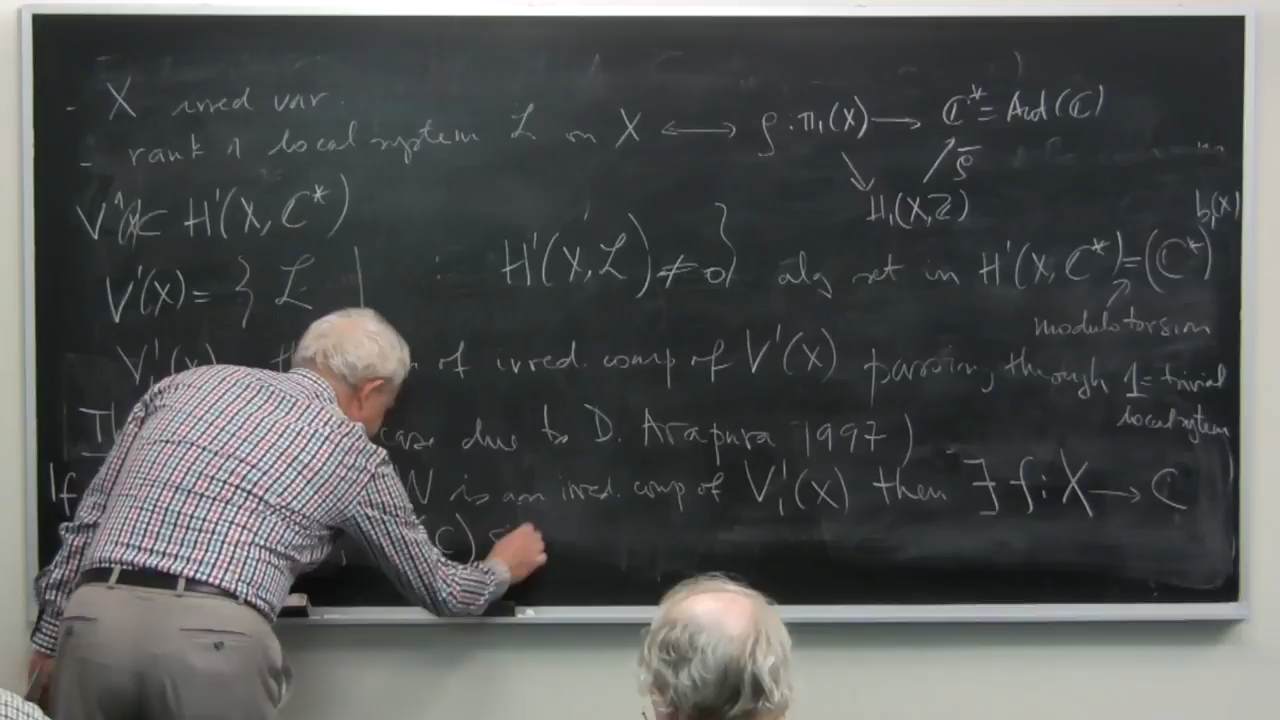 - X irred var.
- rank 1 local system ℒ on X ⟷ ρ: π₁(X) → ℂ* = Aut(ℂ)
↘ ↗ ρ̄
H₁(X,ℤ)
V¹(X) ⊂ H¹(X,ℂ*)
V¹(X) = { ℒ | : H¹(X,ℒ) ≠ 0} alg set in H¹(X,ℂ*) = (ℂ*)^{b₁(X)}
modulo torsion
V₁¹(X) of irred. comp of V¹(X) passing through 1 = trivial
local system
case due to D. Arapura 1997)
If W is an irred. comp of V₁¹(X) then ∃ f: X → C
(C)